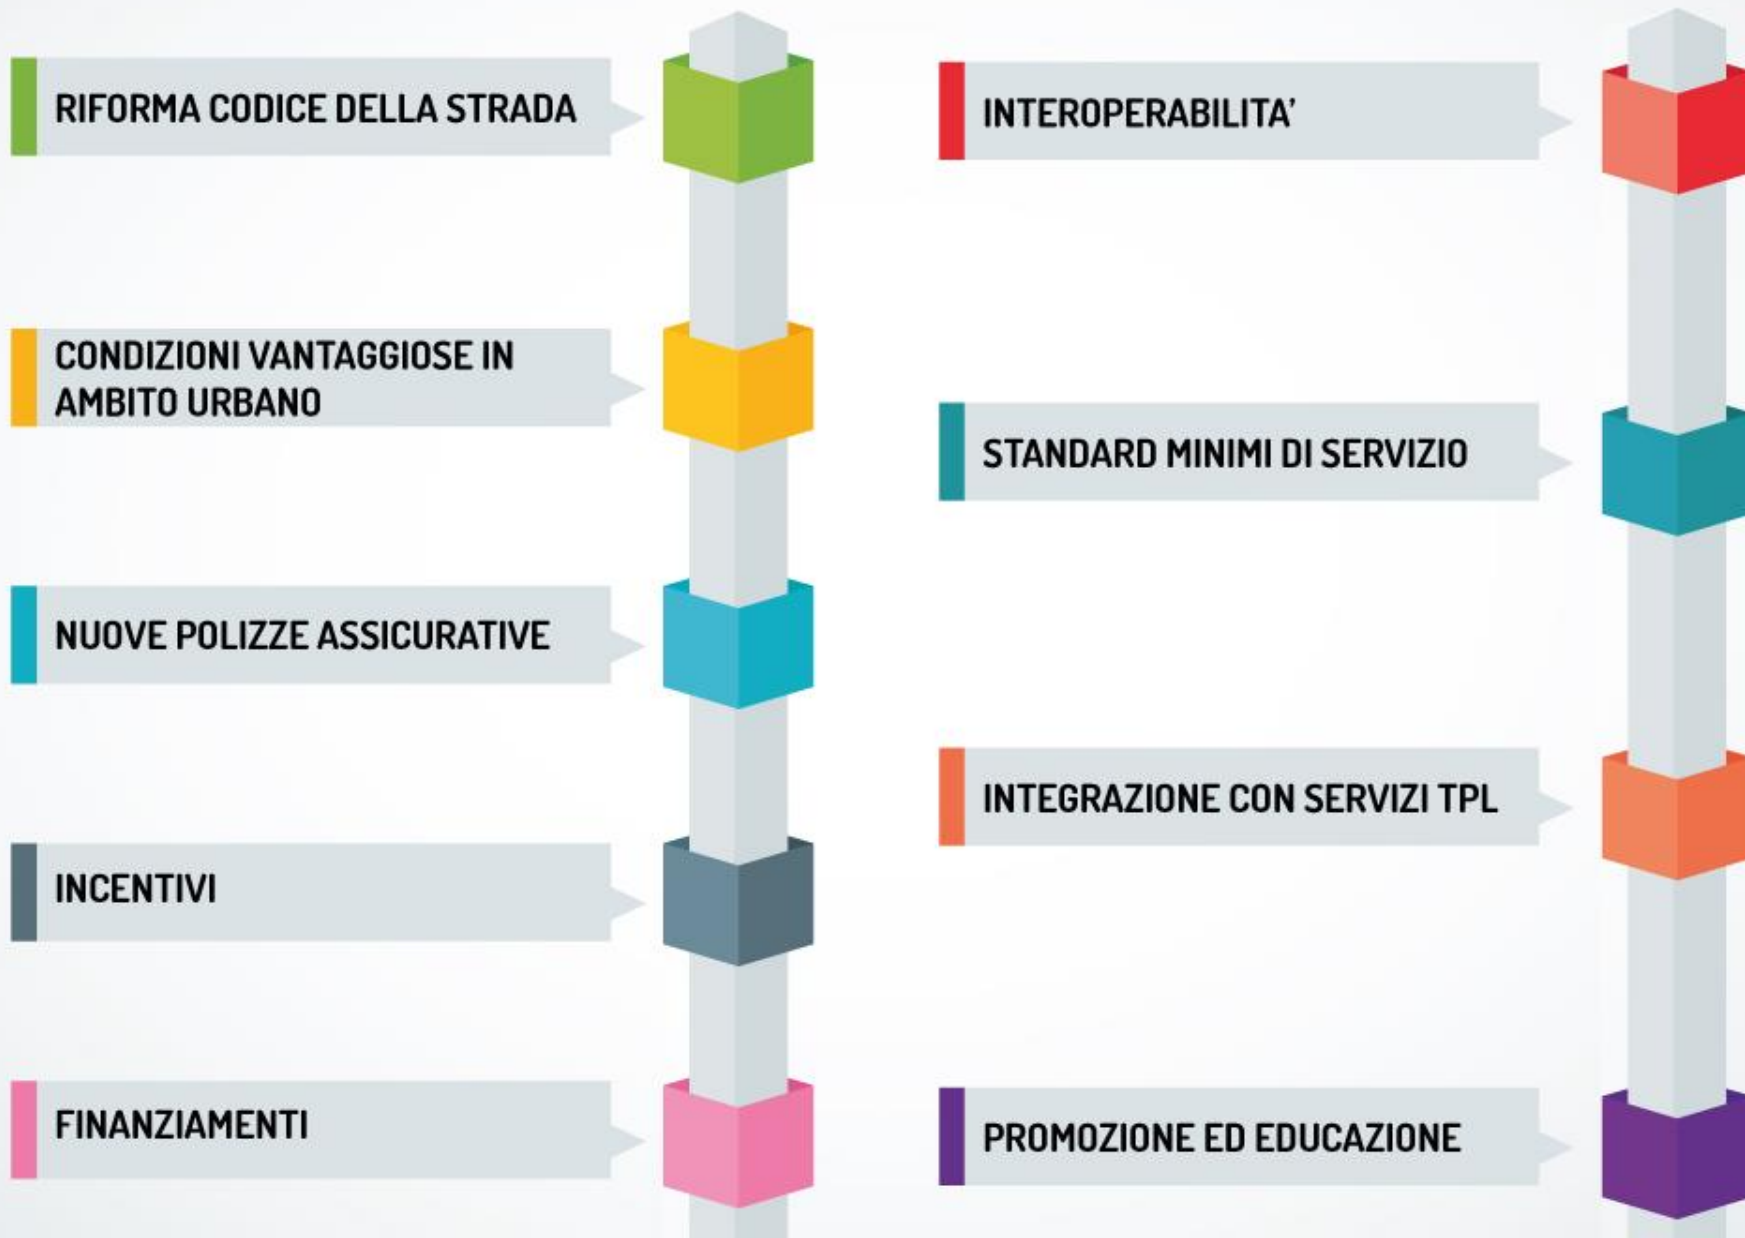 RIFORMA CODICE DELLA STRADA
CONDIZIONI VANTAGGIOSE IN
AMBITO URBANO
NUOVE POLIZZE ASSICURATIVE
INCENTIVI
FINANZIAMENTI
INTEROPERABILITA'
STANDARD MINIMI DI SERVIZIO
INTEGRAZIONE CON SERVIZI TPL
PROMOZIONE ED EDUCAZIONE